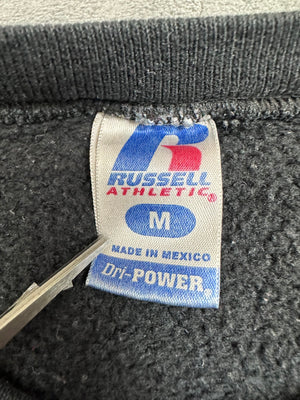 RUSSELL
ATHLETIC®
M
MADE IN MEXICO
Dri-POWER®